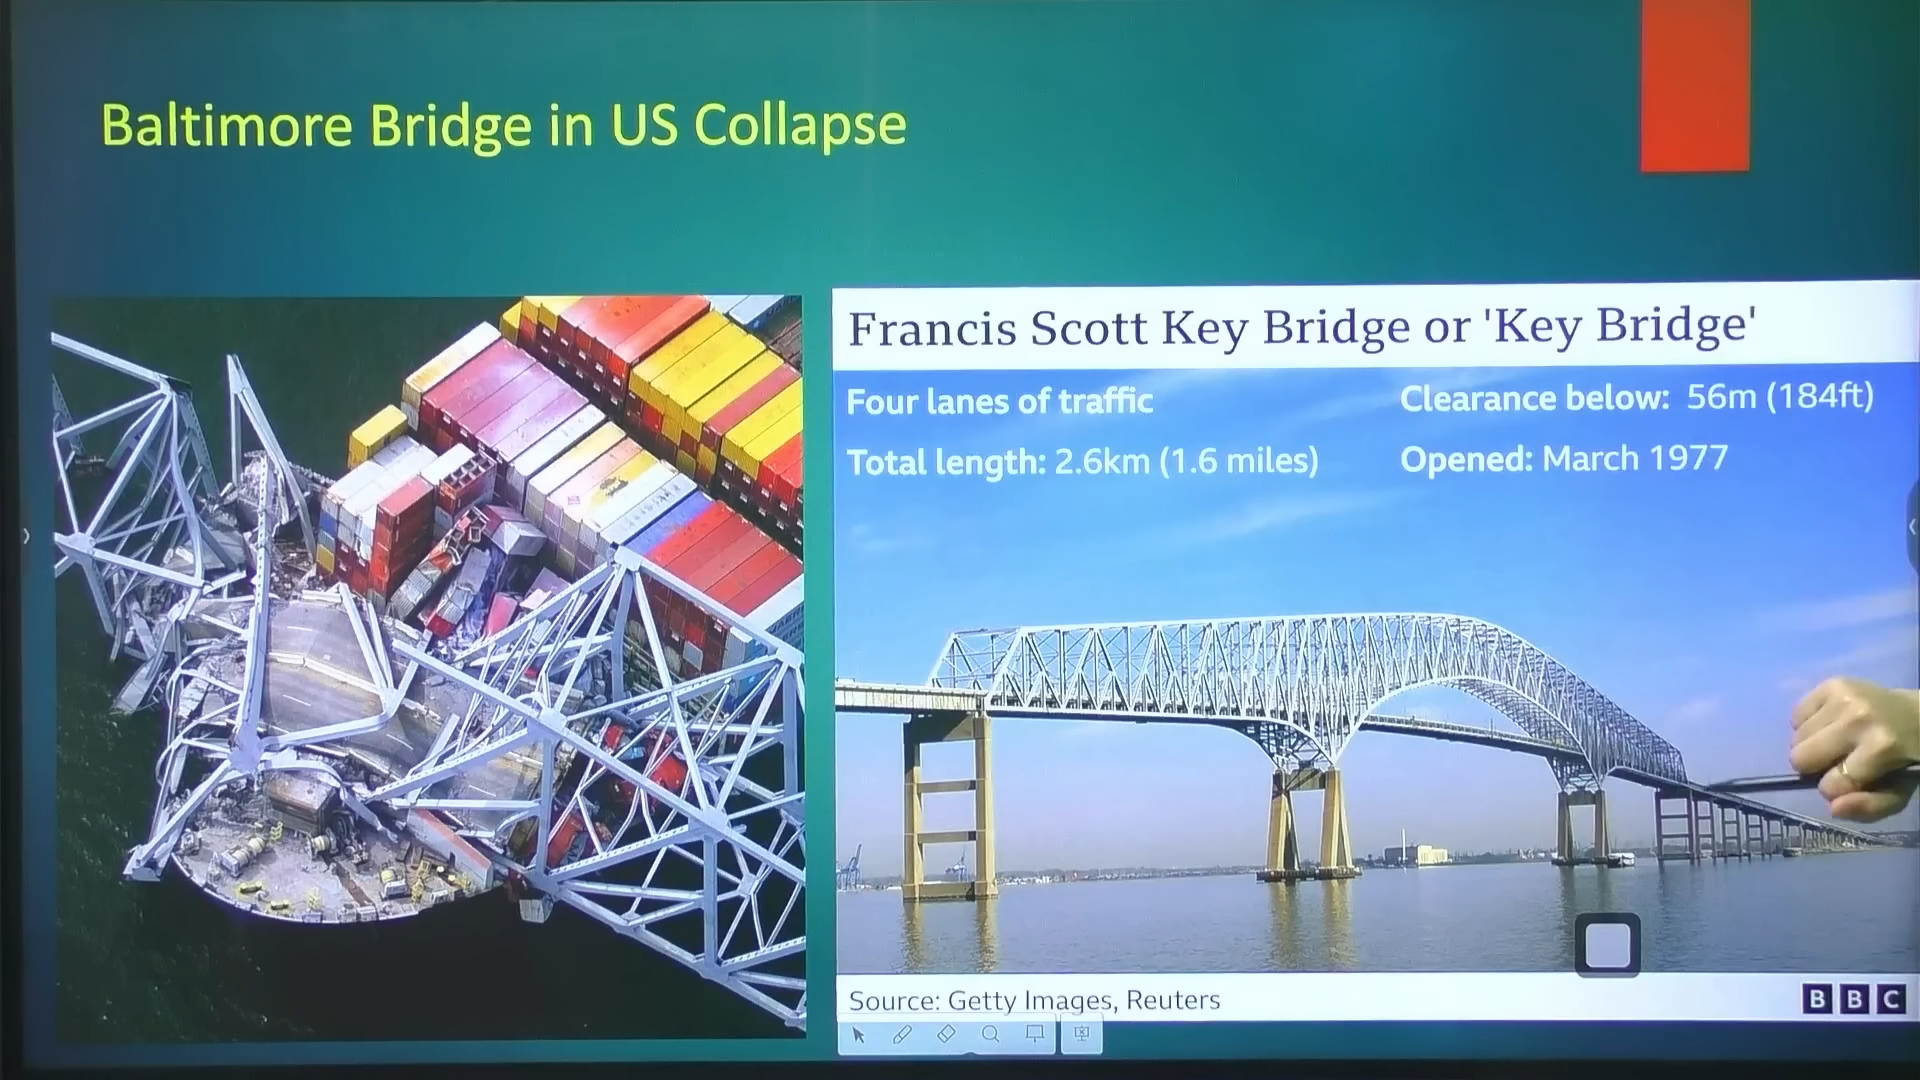 Baltimore Bridge in US Collapse
Francis Scott Key Bridge or 'Key Bridge'
Four lanes of traffic
Clearance below: 56m (184ft)
Total length: 2.6km (1.6 miles)
Opened: March 1977
Source: Getty Images, Reuters
BBC